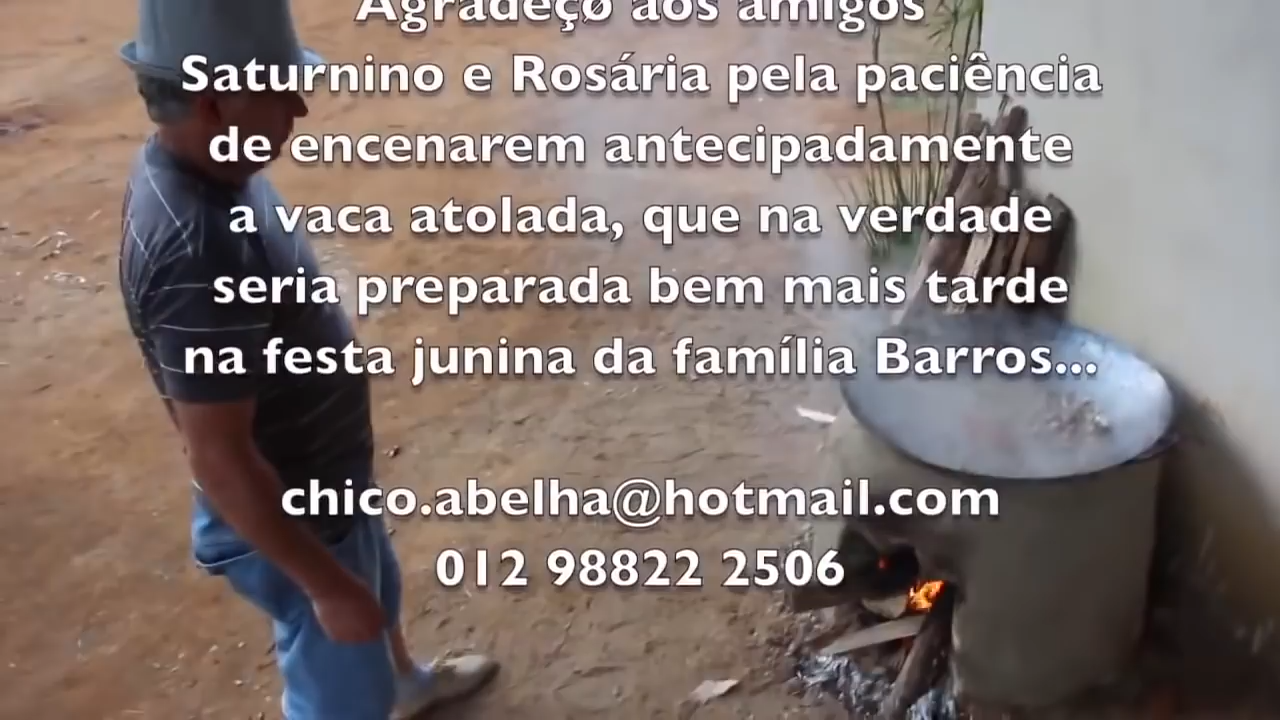 Agradeço aos amigos
Saturnino e Rosária pela paciência
de encenarem antecipadamente
a vaca atolada, que na verdade
seria preparada bem mais tarde
na festa junina da família Barros...
chico.abelha@hotmail.com
012 98822 2506